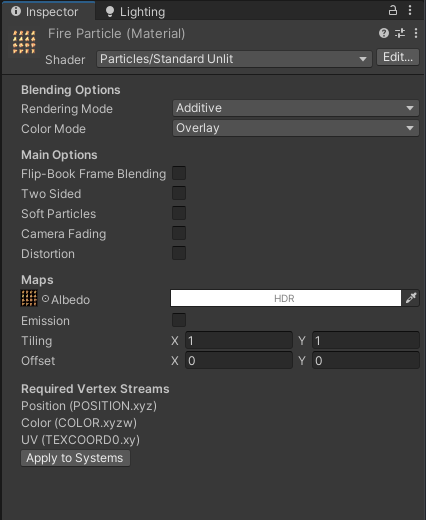 Inspector Lighting
Fire Particle (Material)
Shader Particles/Standard Unlit Edit...
Blending Options
Rendering Mode Additive
Color Mode Overlay
Main Options
Flip-Book Frame Blending
Two Sided
Soft Particles
Camera Fading
Distortion
Maps
Albedo HDR
Emission
Tiling X 1 Y 1
Offset X 0 Y 0
Required Vertex Streams
Position (POSITION.xyz)
Color (COLOR.xyzw)
UV (TEXCOORD0.xy)
Apply to Systems